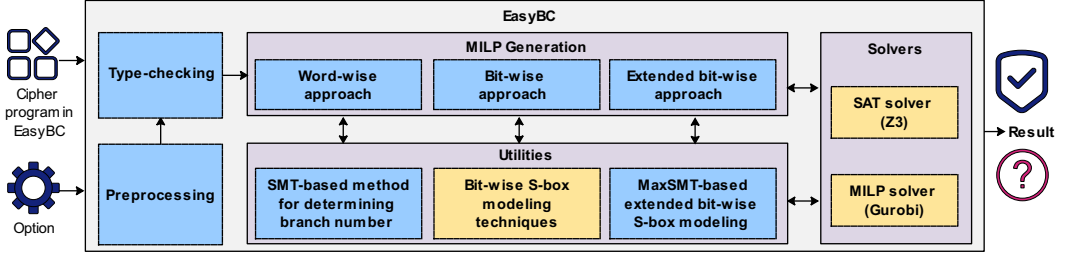 EasyBC
Cipher
program in
EasyBC
Option
Type-checking
Preprocessing
MILP Generation
Word-wise
approach
Bit-wise
approach
Extended bit-wise
approach
Utilities
SMT-based method
for determining
branch number
Bit-wise S-box
modeling
techniques
MaxSMT-based
extended bit-wise
S-box modeling
Solvers
SAT solver
(Z3)
MILP solver
(Gurobi)
Result
?